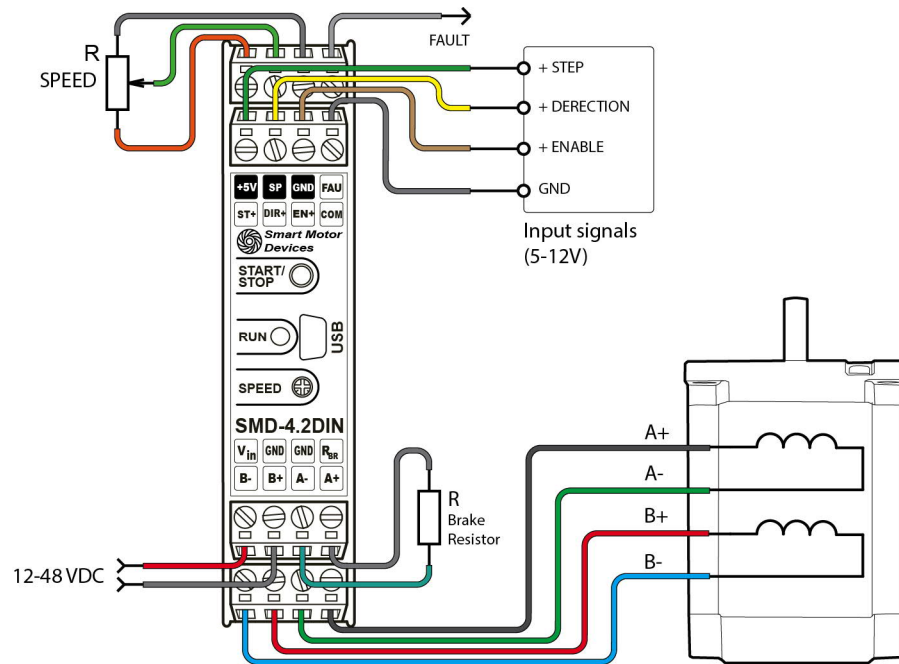 R
SPEED
FAULT
+ STEP
+ DERECTION
+ ENABLE
GND
Input signals
(5-12V)
+5V SP GND FAU
ST+ DIR+ EN+ COM
Smart Motor
Devices
START/
STOP
RUN
USB
SPEED
SMD-4.2DIN
Vin GND GND RBR
B- B+ A- A+
R
Brake
Resistor
12-48 VDC
A+
A-
B+
B-